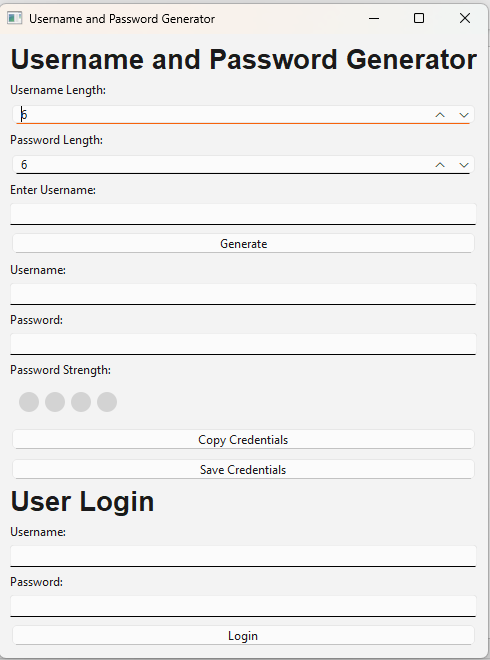 Username and Password Generator
Username and Password Generator
Username Length:
6
Password Length:
6
Enter Username:
Generate
Username:
Password:
Password Strength:
Copy Credentials
Save Credentials
User Login
Username:
Password:
Login